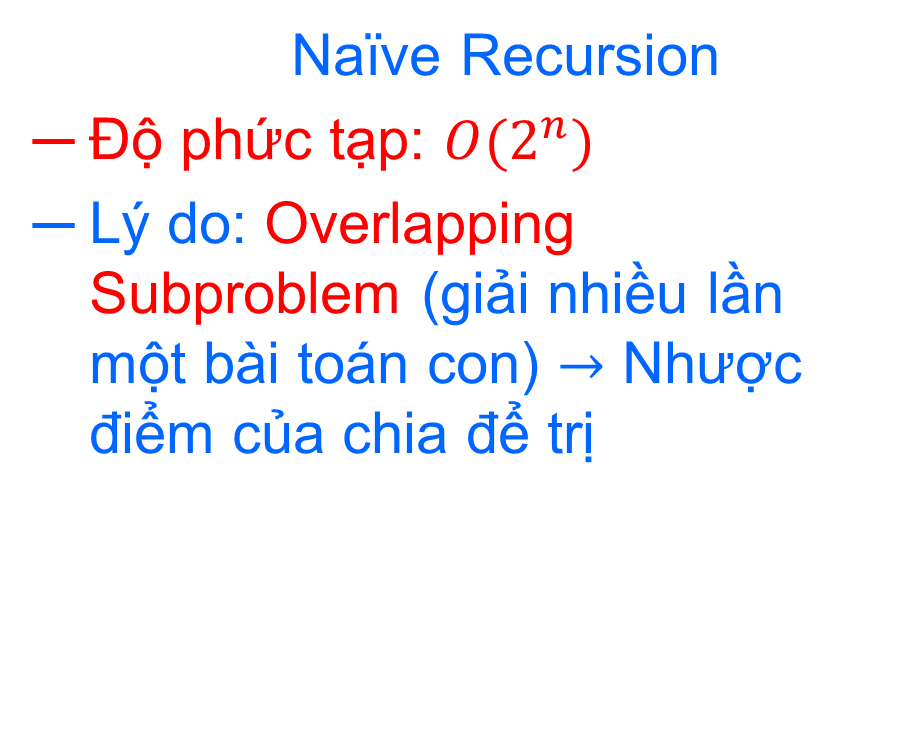 Naïve Recursion
─ Độ phức tạp: 𝑂(2ⁿ)
─ Lý do: Overlapping
Subproblem (giải nhiều lần
một bài toán con) → Nhược
điểm của chia để trị